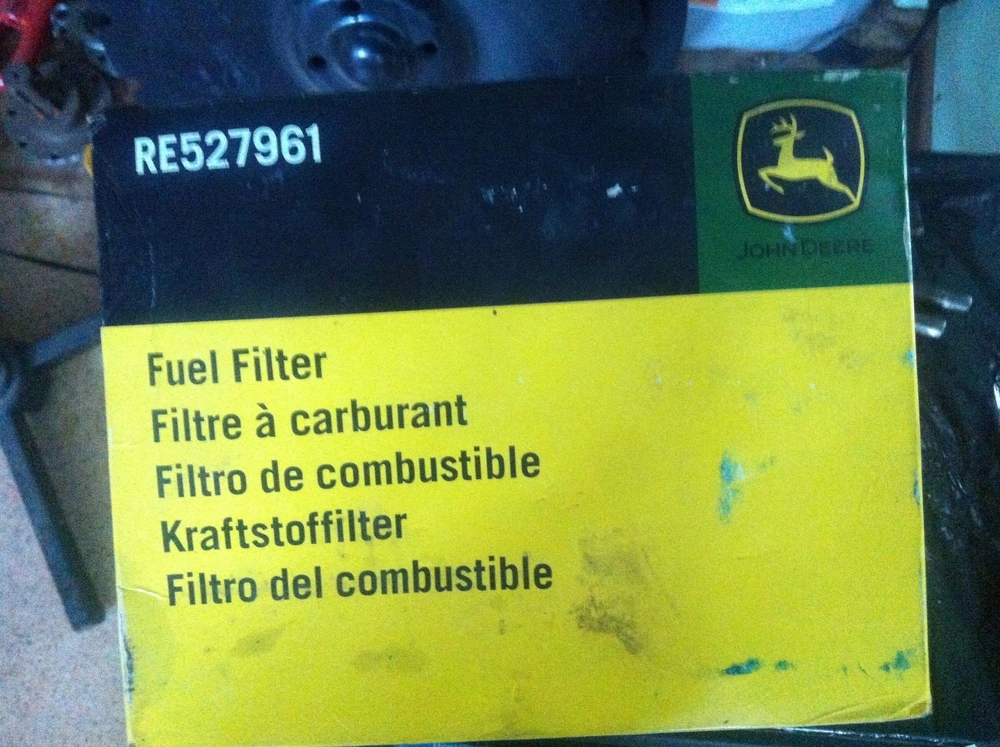 RE527961
JOHN DEERE
Fuel Filter
Filtre à carburant
Filtro de combustible
Kraftstoffilter
Filtro del combustible